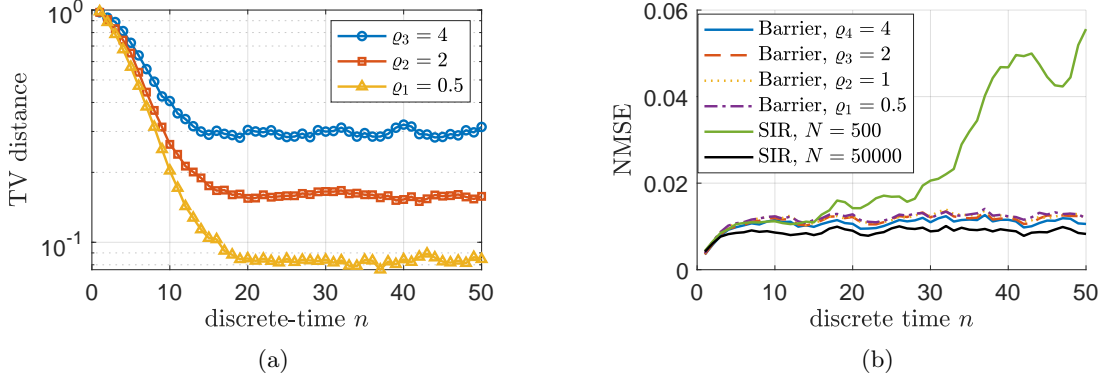 TV distance
10^0
10^-1
ϱ₃ = 4
ϱ₂ = 2
ϱ₁ = 0.5
0 10 20 30 40 50
discrete-time n
(a)
NMSE
0.06
0.04
0.02
0
Barrier, ϱ₄ = 4
Barrier, ϱ₃ = 2
Barrier, ϱ₂ = 1
Barrier, ϱ₁ = 0.5
SIR, N = 500
SIR, N = 50000
0 10 20 30 40 50
discrete time n
(b)